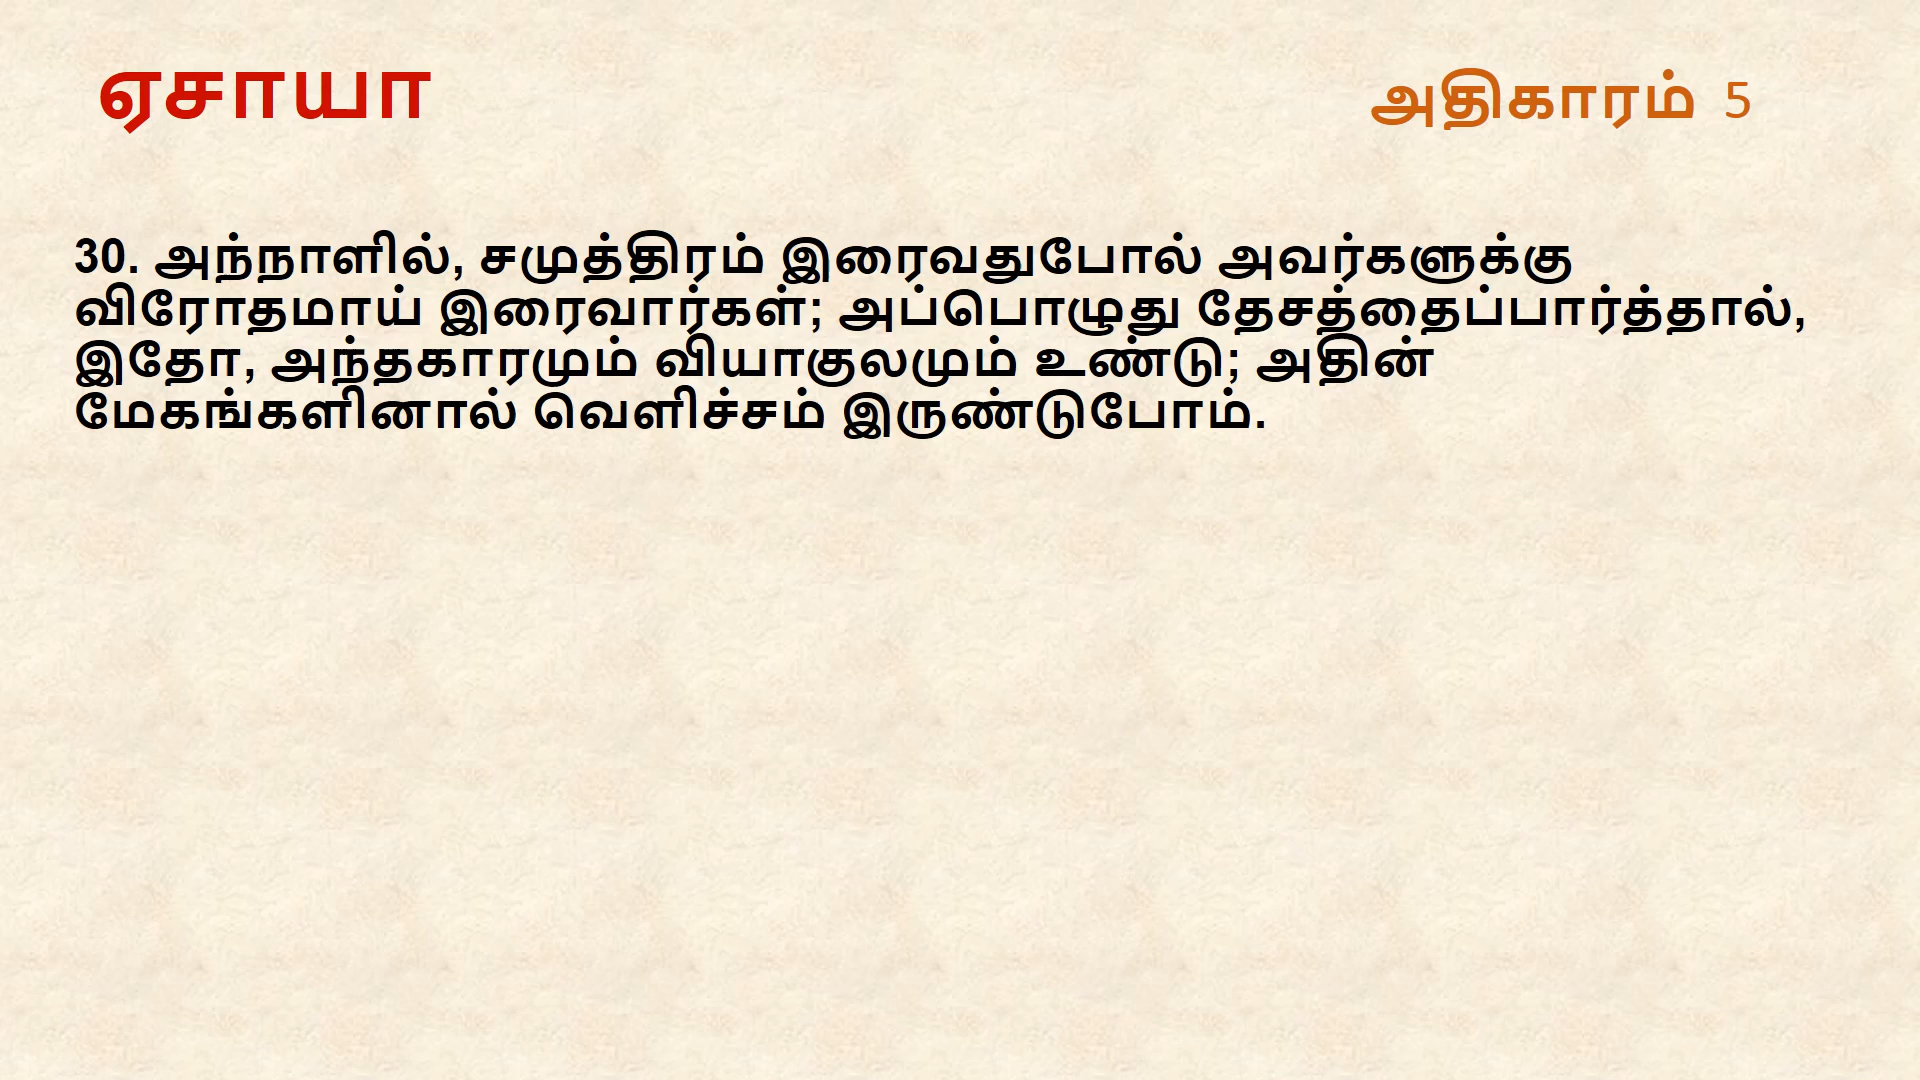 ஏசாயா
அதிகாரம் 5
30. அந்நாளில், சமுத்திரம் இரைவதுபோல் அவர்களுக்கு
விரோதமாய் இரைவார்கள்; அப்பொழுது தேசத்தைப்பார்த்தால்,
இதோ, அந்தகாரமும் வியாகுலமும் உண்டு; அதின்
மேகங்களினால் வெளிச்சம் இருண்டுபோம்.